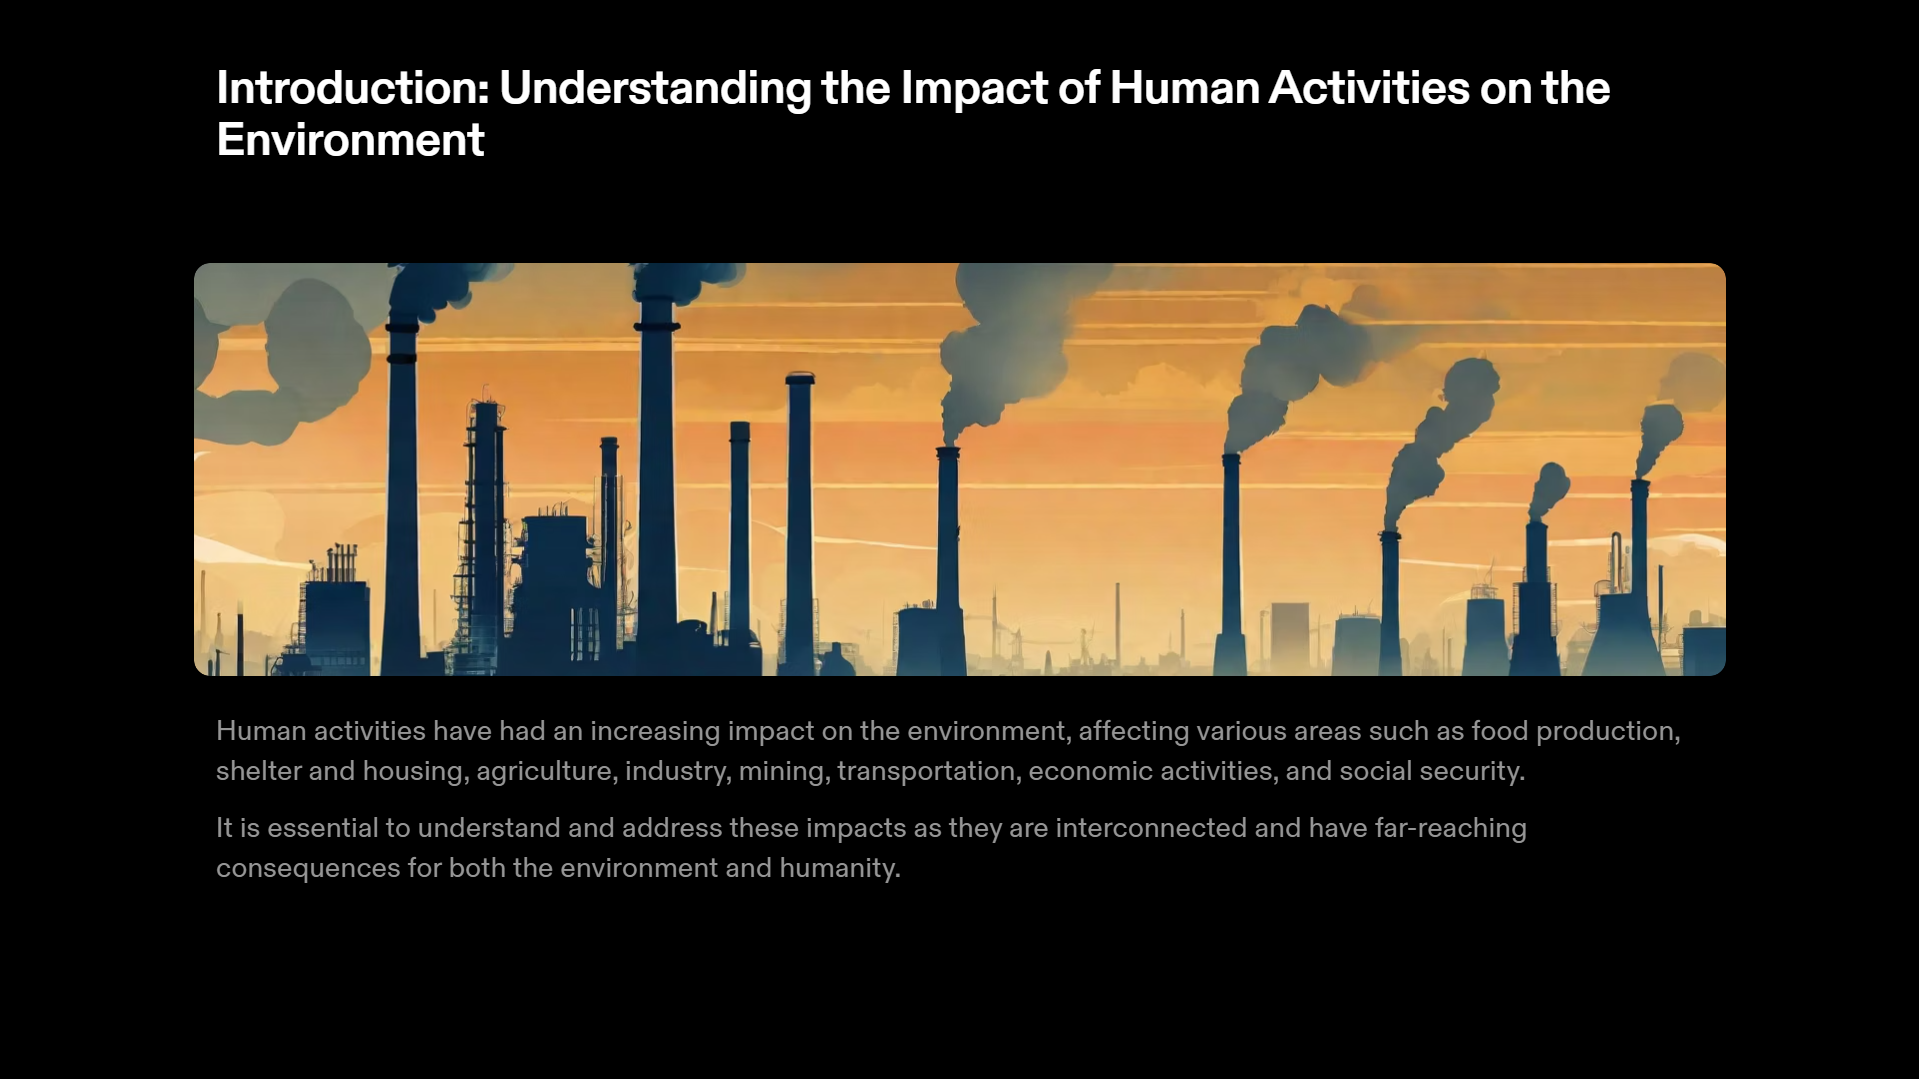 Introduction: Understanding the Impact of Human Activities on the
Environment
Human activities have had an increasing impact on the environment, affecting various areas such as food production,
shelter and housing, agriculture, industry, mining, transportation, economic activities, and social security.
It is essential to understand and address these impacts as they are interconnected and have far-reaching
consequences for both the environment and humanity.